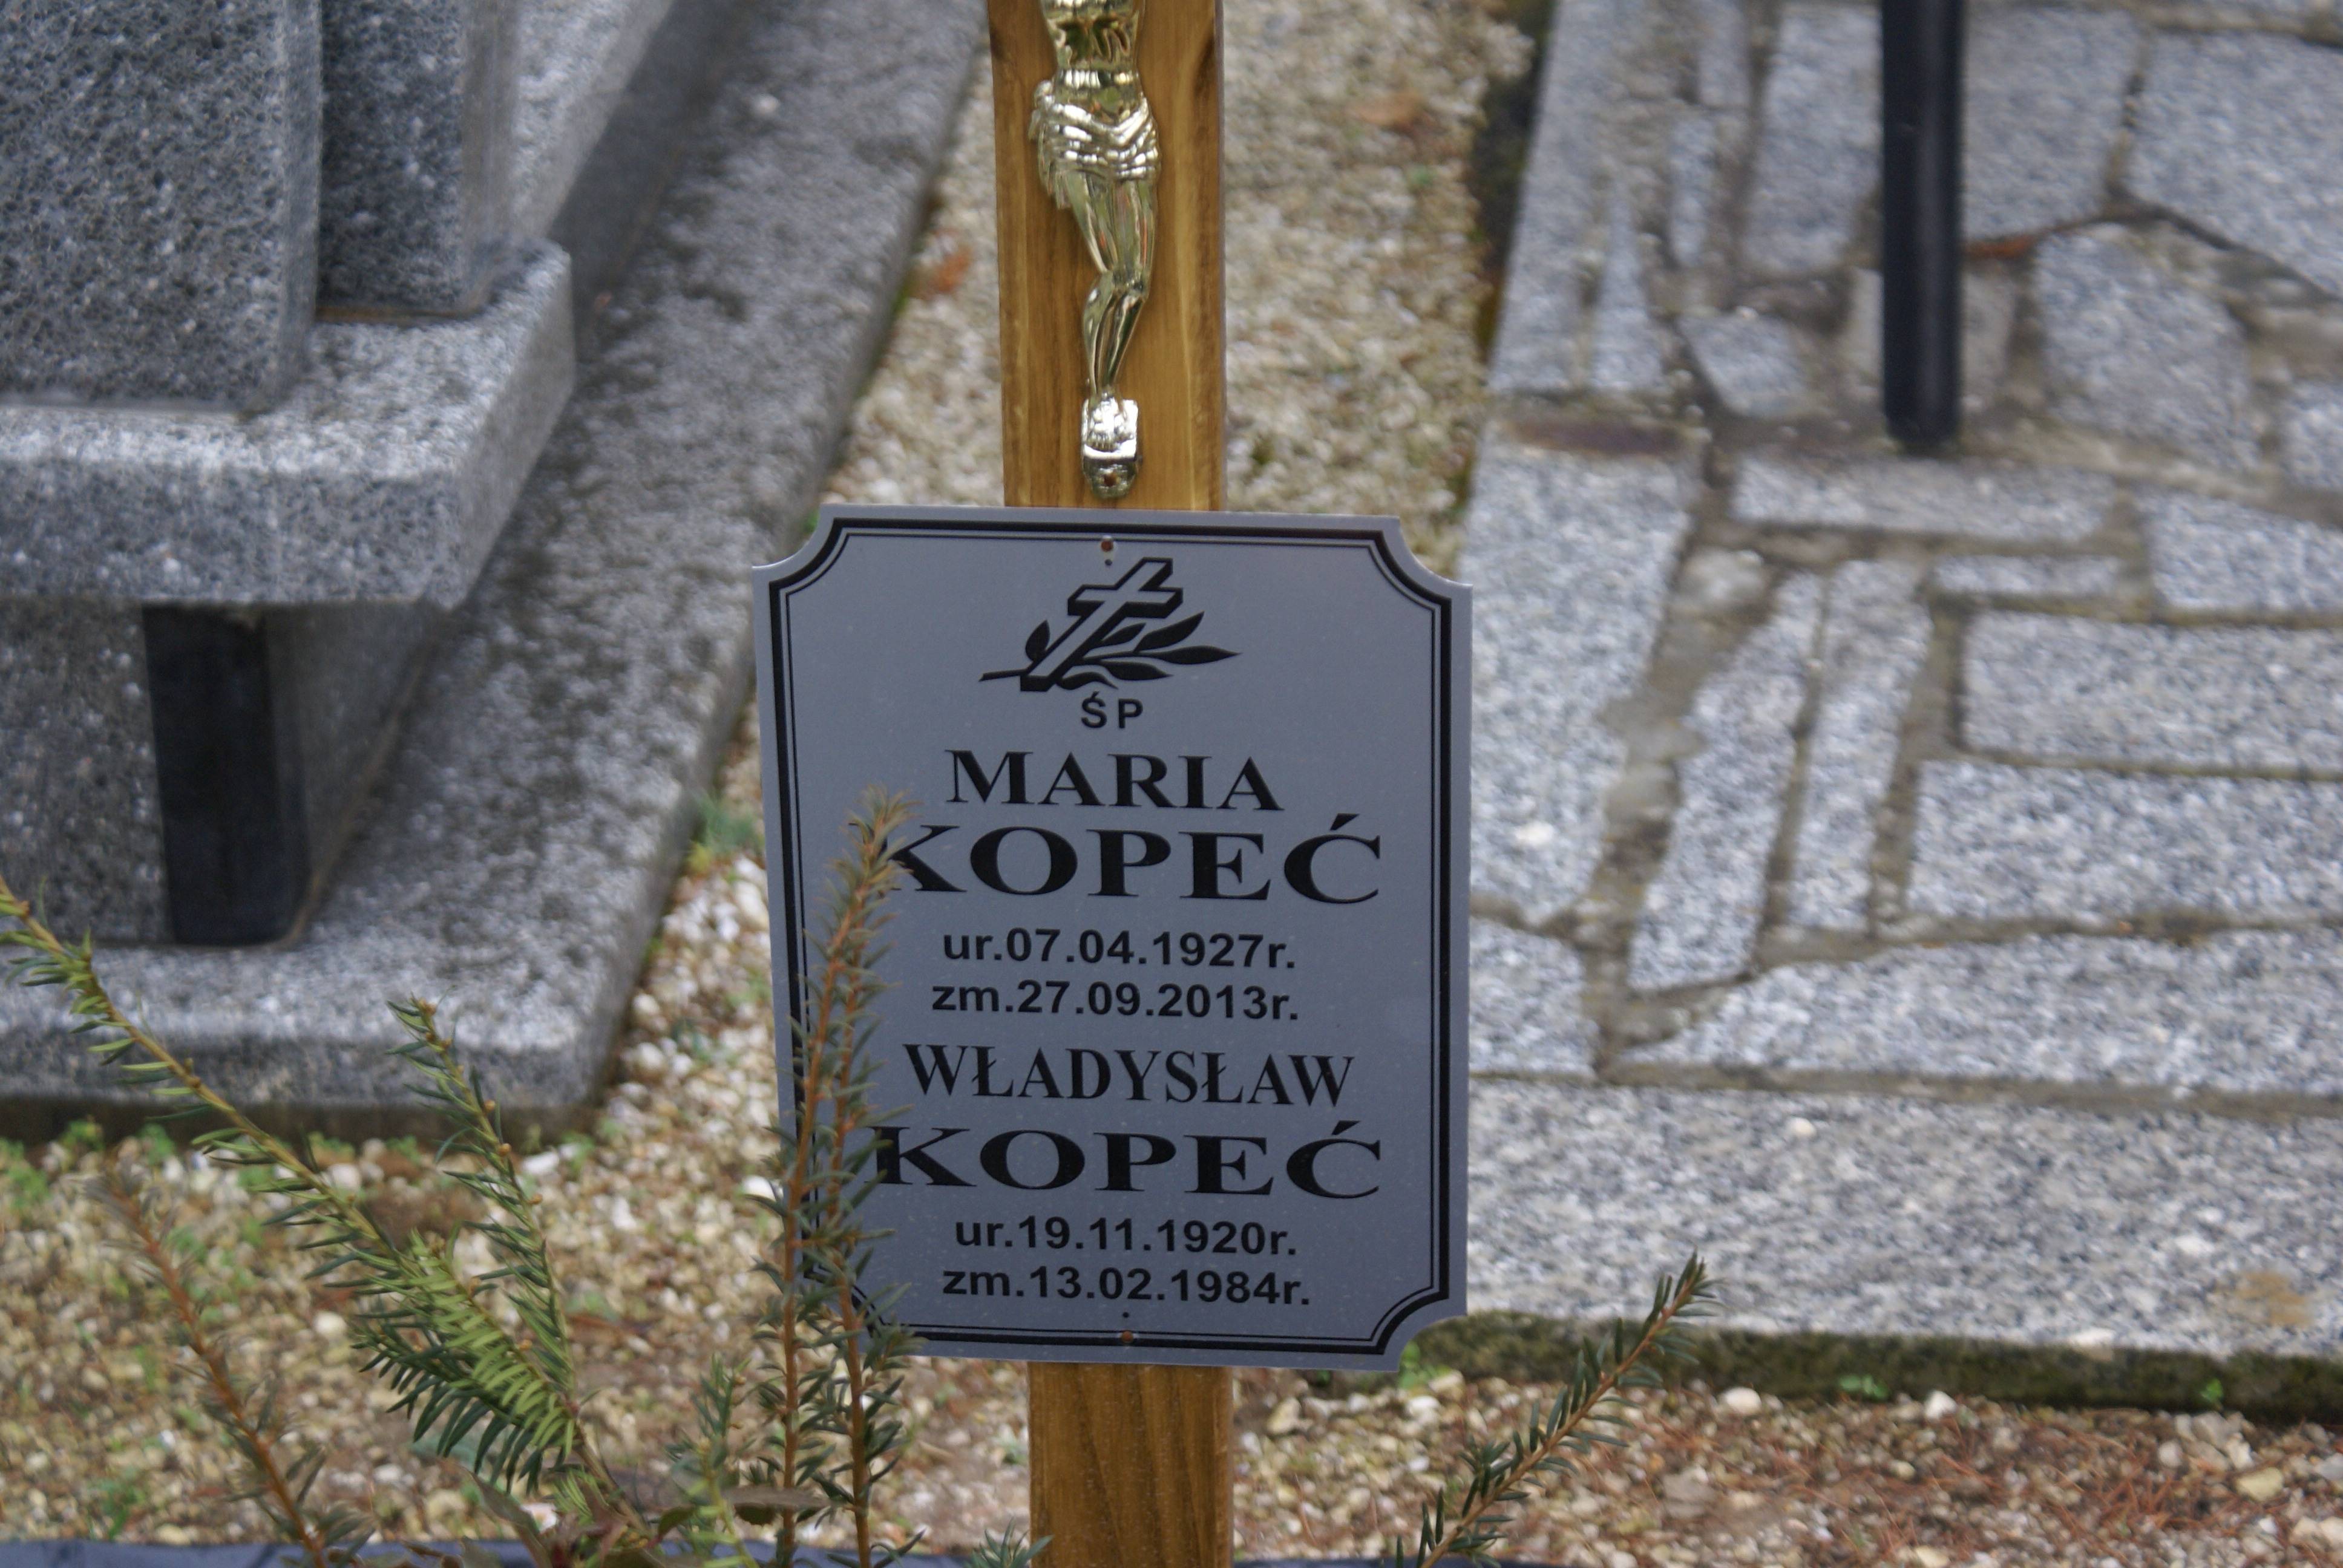 ŚP
MARIA
KOPEĆ
ur.07.04.1927r.
zm.27.09.2013r.
WŁADYSŁAW
KOPEĆ
ur.19.11.1920r.
zm.13.02.1984r.